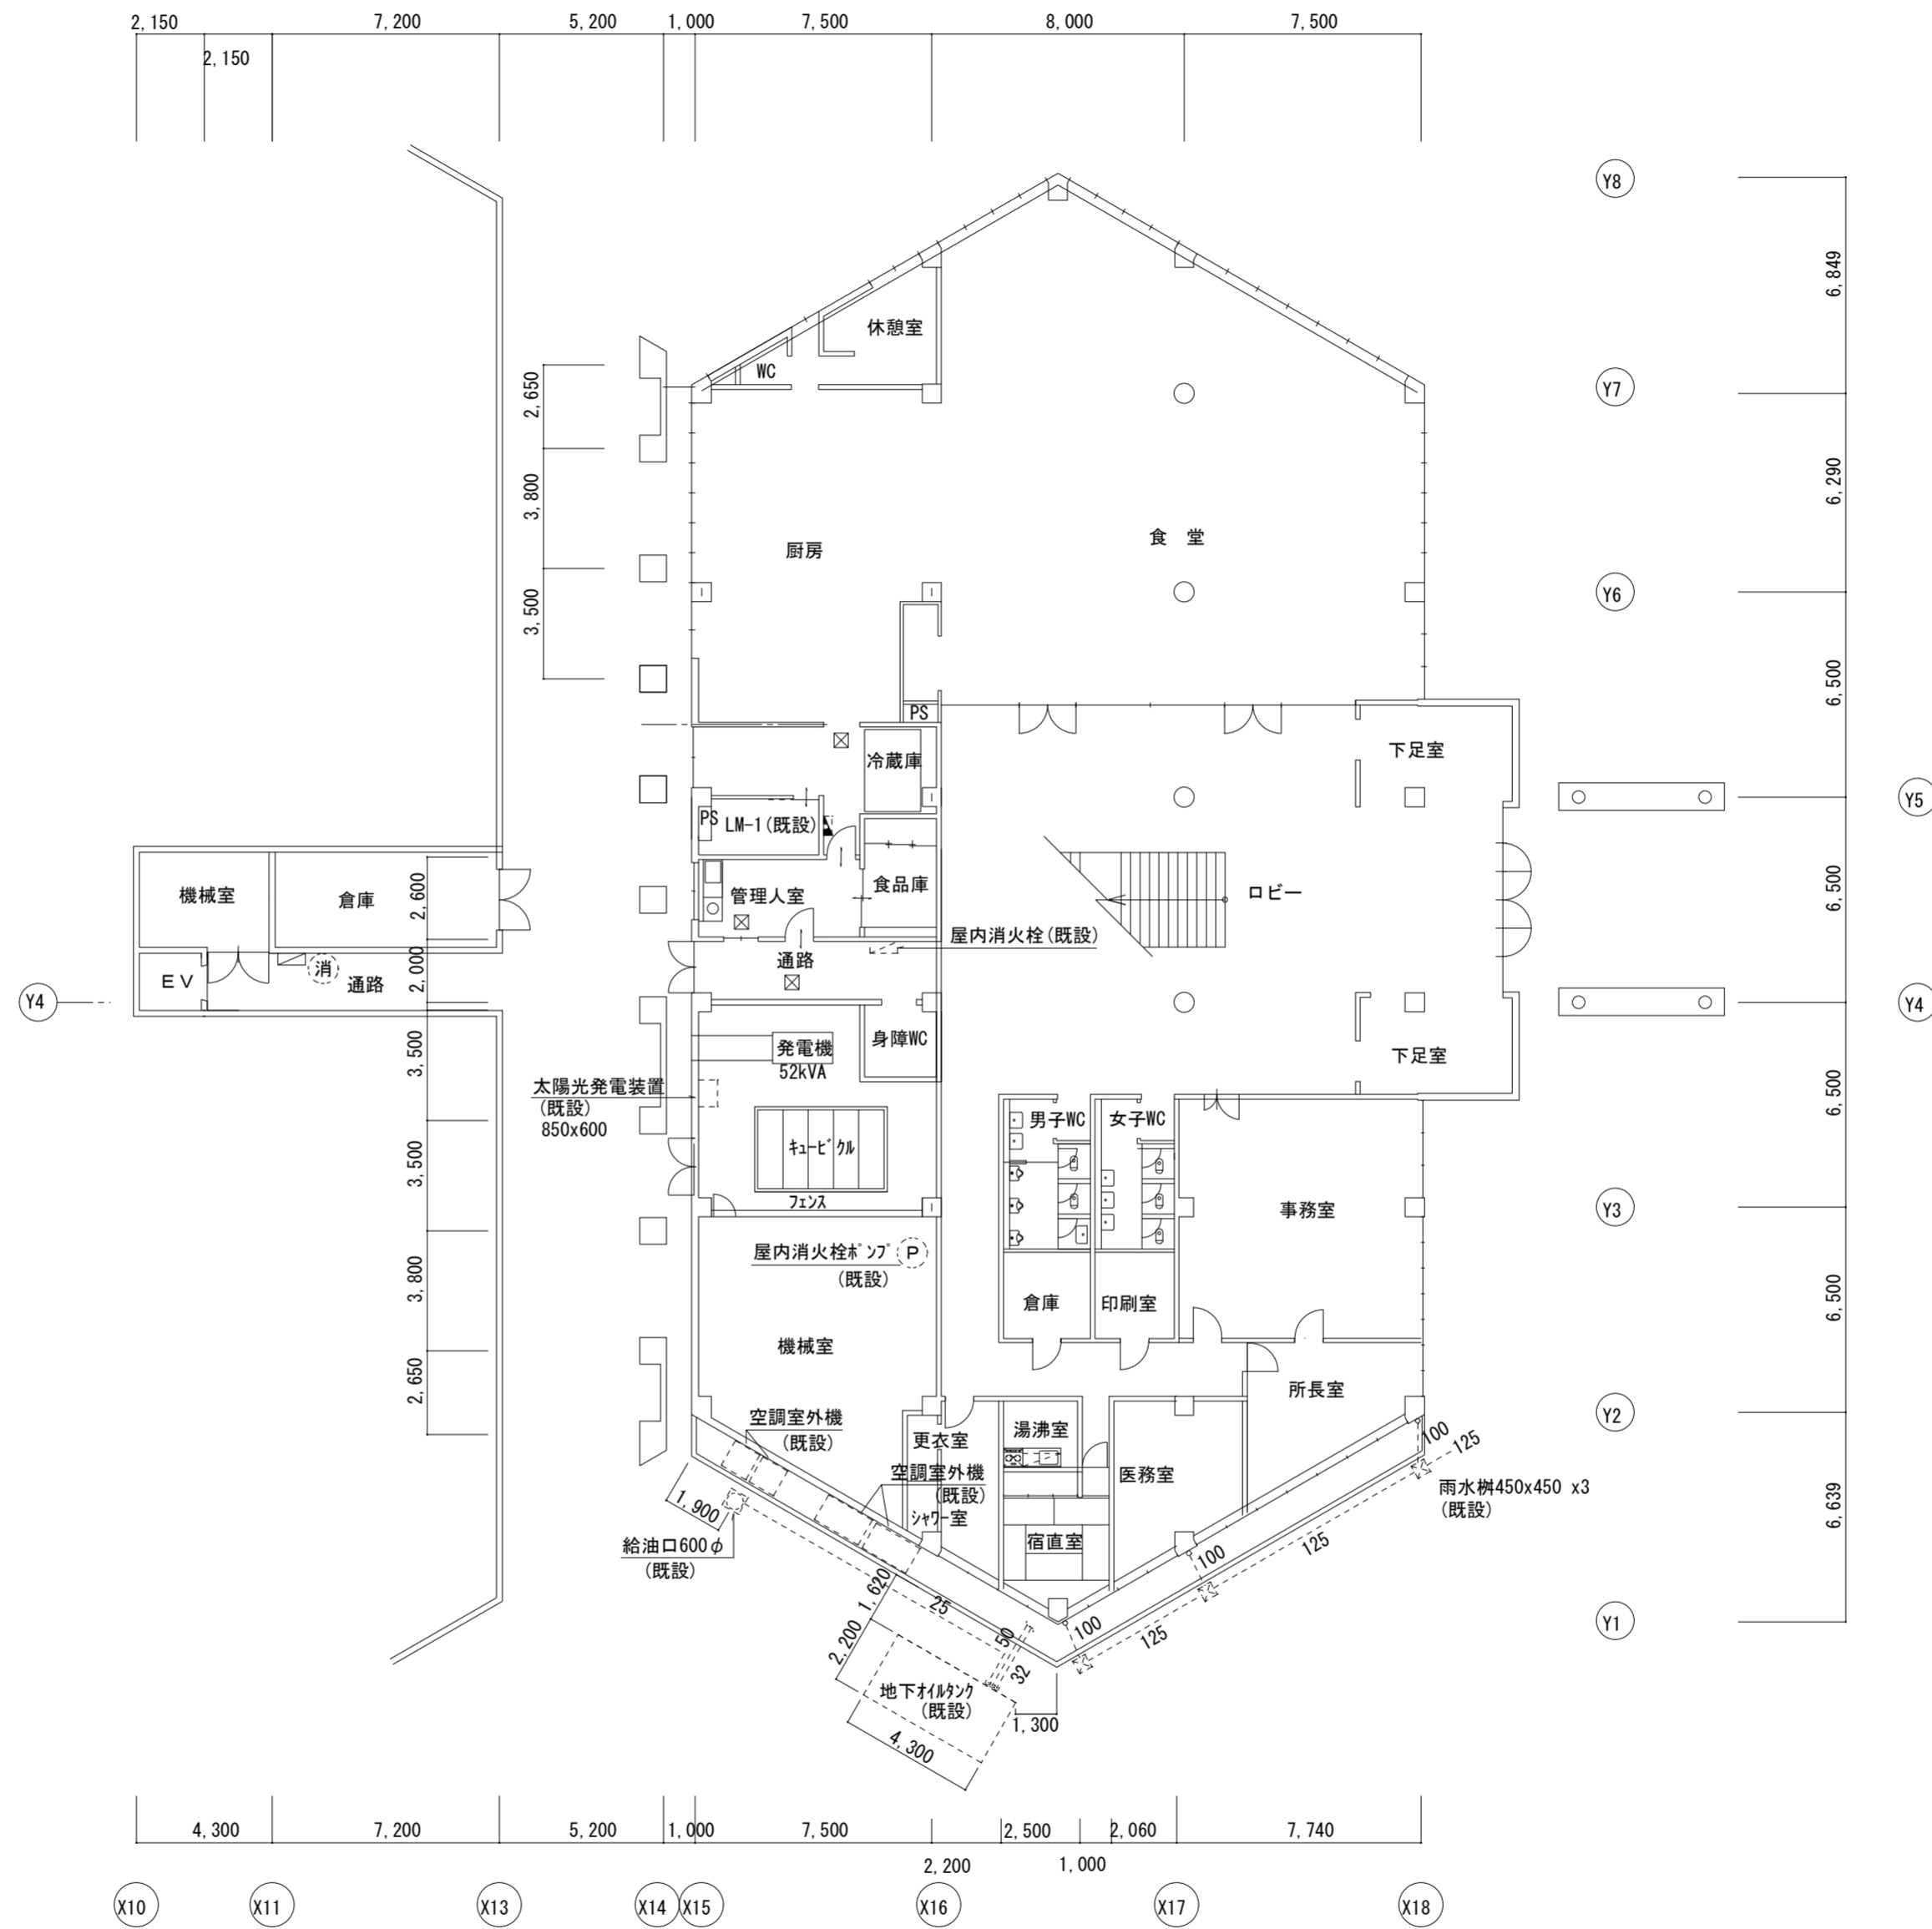 2,150
7,200
5,200
1,000
7,500
8,000
7,500
2,150
Y8
6,849
休憩室
WC
2,650
Y7
3,800
6,290
厨房
食 堂
3,500
Y6
6,500
PS
下足室
冷蔵庫
Y5
PS
LM-1(既設)
機械室
倉庫
2,600
管理人室
食品庫
ロビー
6,500
屋内消火栓(既設)
EV
消
通路
2,000
通路
Y4
Y4
3,500
発電機
52kVA
身障WC
下足室
太陽光発電装置
(既設)
850x600
6,500
男子WC
女子WC
3,500
キュービクル
フェンス
事務室
Y3
屋内消火栓ポンプ
P
(既設)
3,800
倉庫
印刷室
6,500
機械室
2,650
所長室
空調室外機
(既設)
更衣室
湯沸室
Y2
100
125
空調室外機
(既設)
医務室
雨水桝450x450 x3
(既設)
6,639
1,900
シャワー室
給油口600φ
(既設)
宿直室
100
125
1,620
25
2,200
50
32
100
125
Y1
地下オイルタンク
(既設)
1,300
4,300
4,300
7,200
5,200
1,000
7,500
2,500
2,060
7,740
2,200
1,000
X10
X11
X13
X14
X15
X16
X17
X18